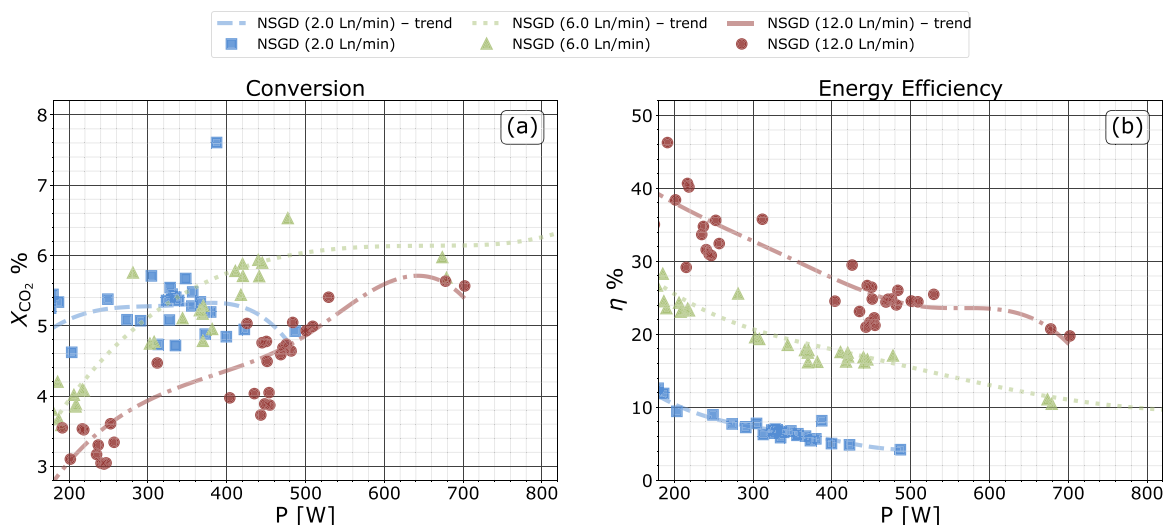 NSGD (2.0 Ln/min) – trend NSGD (6.0 Ln/min) – trend NSGD (12.0 Ln/min) – trend
NSGD (2.0 Ln/min) NSGD (6.0 Ln/min) NSGD (12.0 Ln/min)
Conversion Energy Efficiency
(a) (b)
8
7
6
5
4
3
X_CO₂ %
200 300 400 500 600 700 800
P [W]
50
40
30
20
10
0
η %
200 300 400 500 600 700 800
P [W]